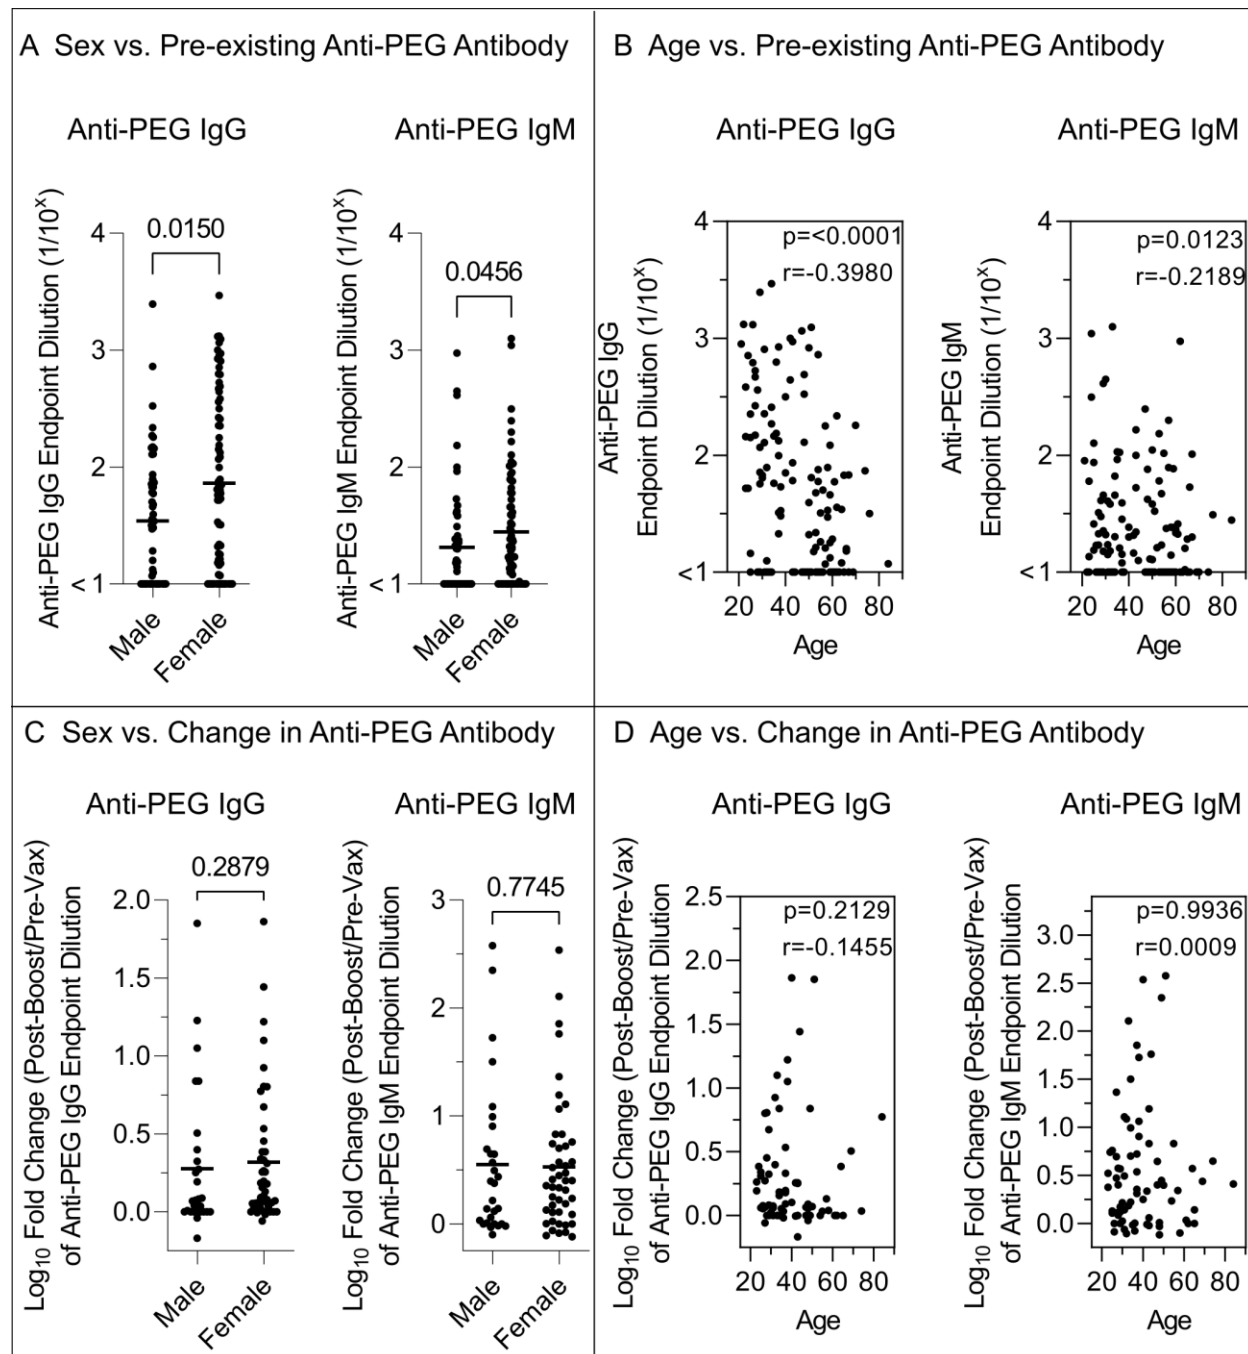 A Sex vs. Pre-existing Anti-PEG Antibody
Anti-PEG IgG
Anti-PEG IgG Endpoint Dilution (1/10ˣ)
4
3
2
<1
0.0150
Male
Female
Anti-PEG IgM
Anti-PEG IgM Endpoint Dilution (1/10ˣ)
4
3
2
<1
0.0456
Male
Female
B Age vs. Pre-existing Anti-PEG Antibody
Anti-PEG IgG
Anti-PEG IgG
Endpoint Dilution (1/10ˣ)
4
3
2
<1
p=<0.0001
r=-0.3980
20 40 60 80
Age
Anti-PEG IgM
Anti-PEG IgM
Endpoint Dilution (1/10ˣ)
4
3
2
<1
p=0.0123
r=-0.2189
20 40 60 80
Age
C Sex vs. Change in Anti-PEG Antibody
Anti-PEG IgG
Log₁₀ Fold Change (Post-Boost/Pre-Vax)
of Anti-PEG IgG Endpoint Dilution
2.0
1.5
1.0
0.5
0.0
0.2879
Male
Female
Anti-PEG IgM
Log₁₀ Fold Change (Post-Boost/Pre-Vax)
of Anti-PEG IgM Endpoint Dilution
3
2
1
0
0.7745
Male
Female
D Age vs. Change in Anti-PEG Antibody
Anti-PEG IgG
Log₁₀ Fold Change (Post-Boost/Pre-Vax)
of Anti-PEG IgG Endpoint Dilution
2.5
2.0
1.5
1.0
0.5
0.0
p=0.2129
r=-0.1455
20 40 60 80
Age
Anti-PEG IgM
Log₁₀ Fold Change (Post-Boost/Pre-Vax)
of Anti-PEG IgM Endpoint Dilution
3.0
2.5
2.0
1.5
1.0
0.5
0.0
p=0.9936
r=0.0009
20 40 60 80
Age